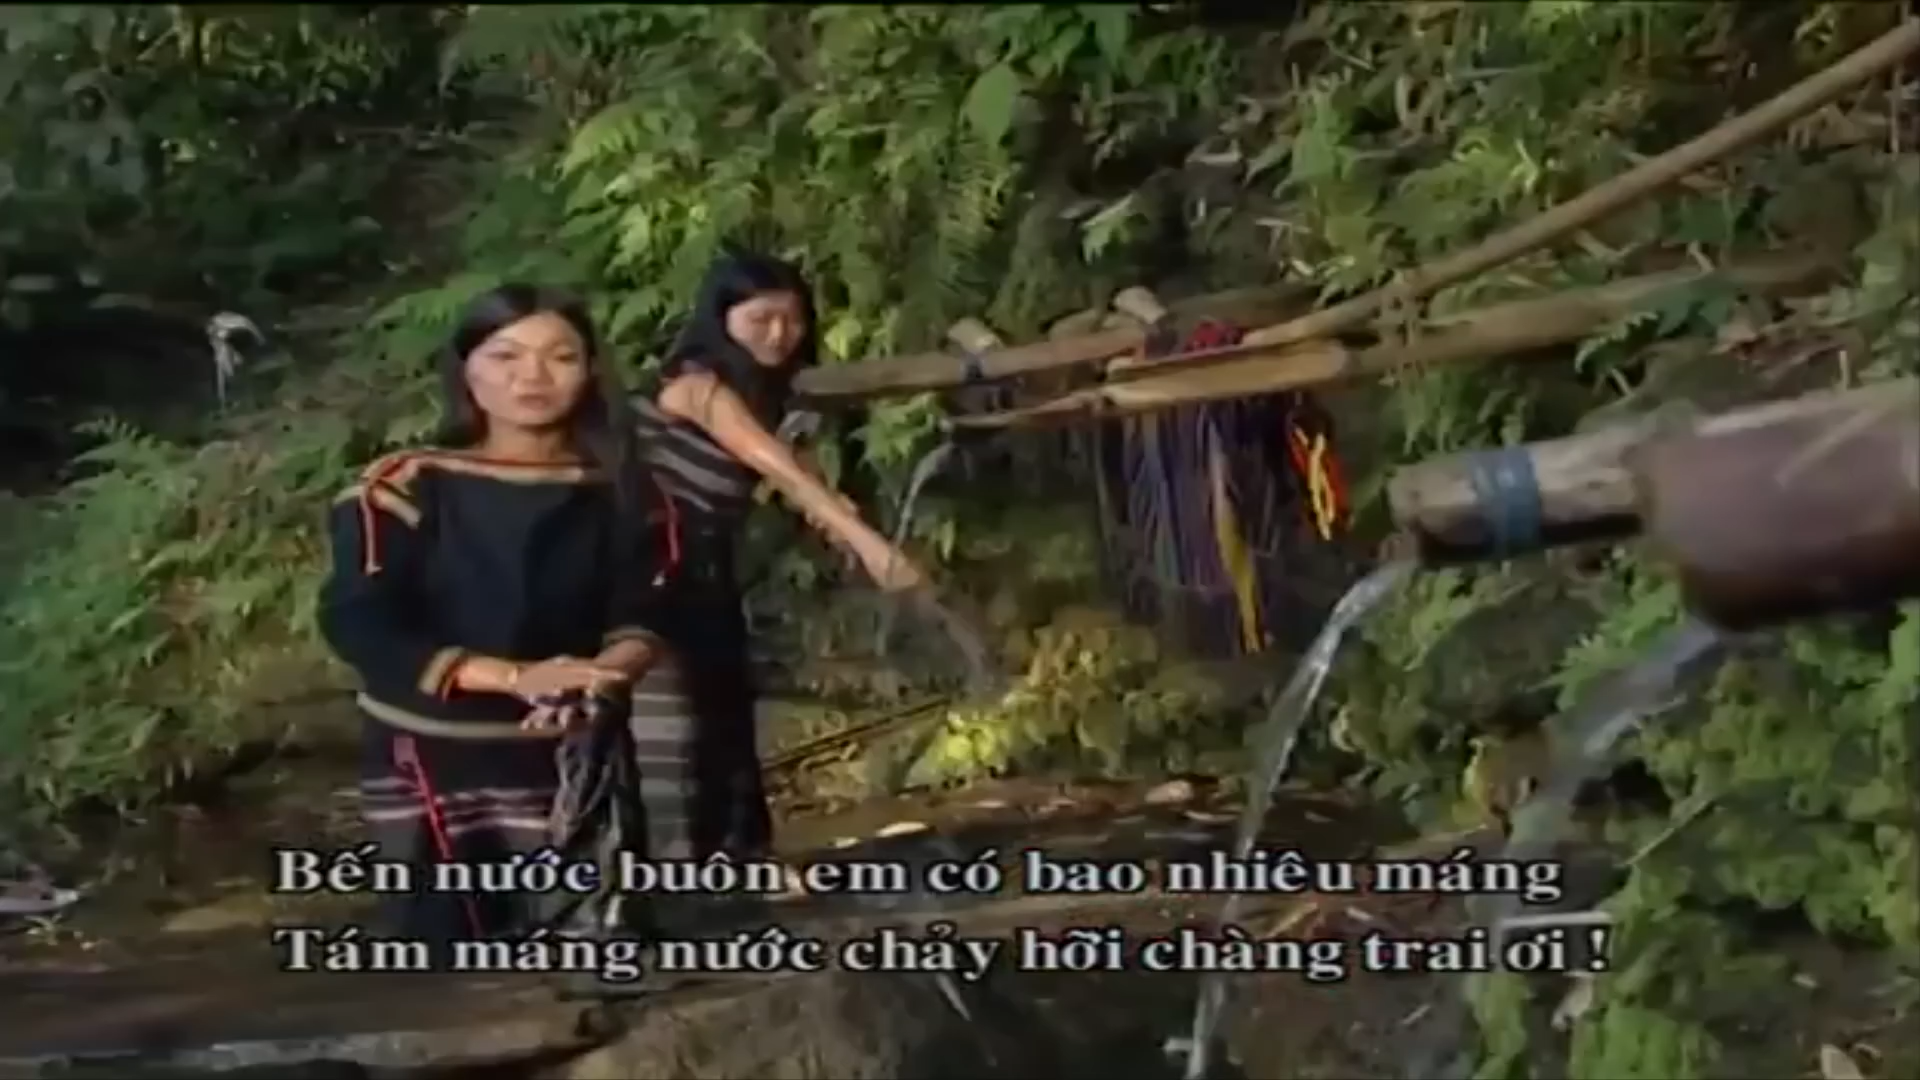 Bến nước buôn em có bao nhiêu máng
Tám máng nước chảy hỡi chàng trai ơi !